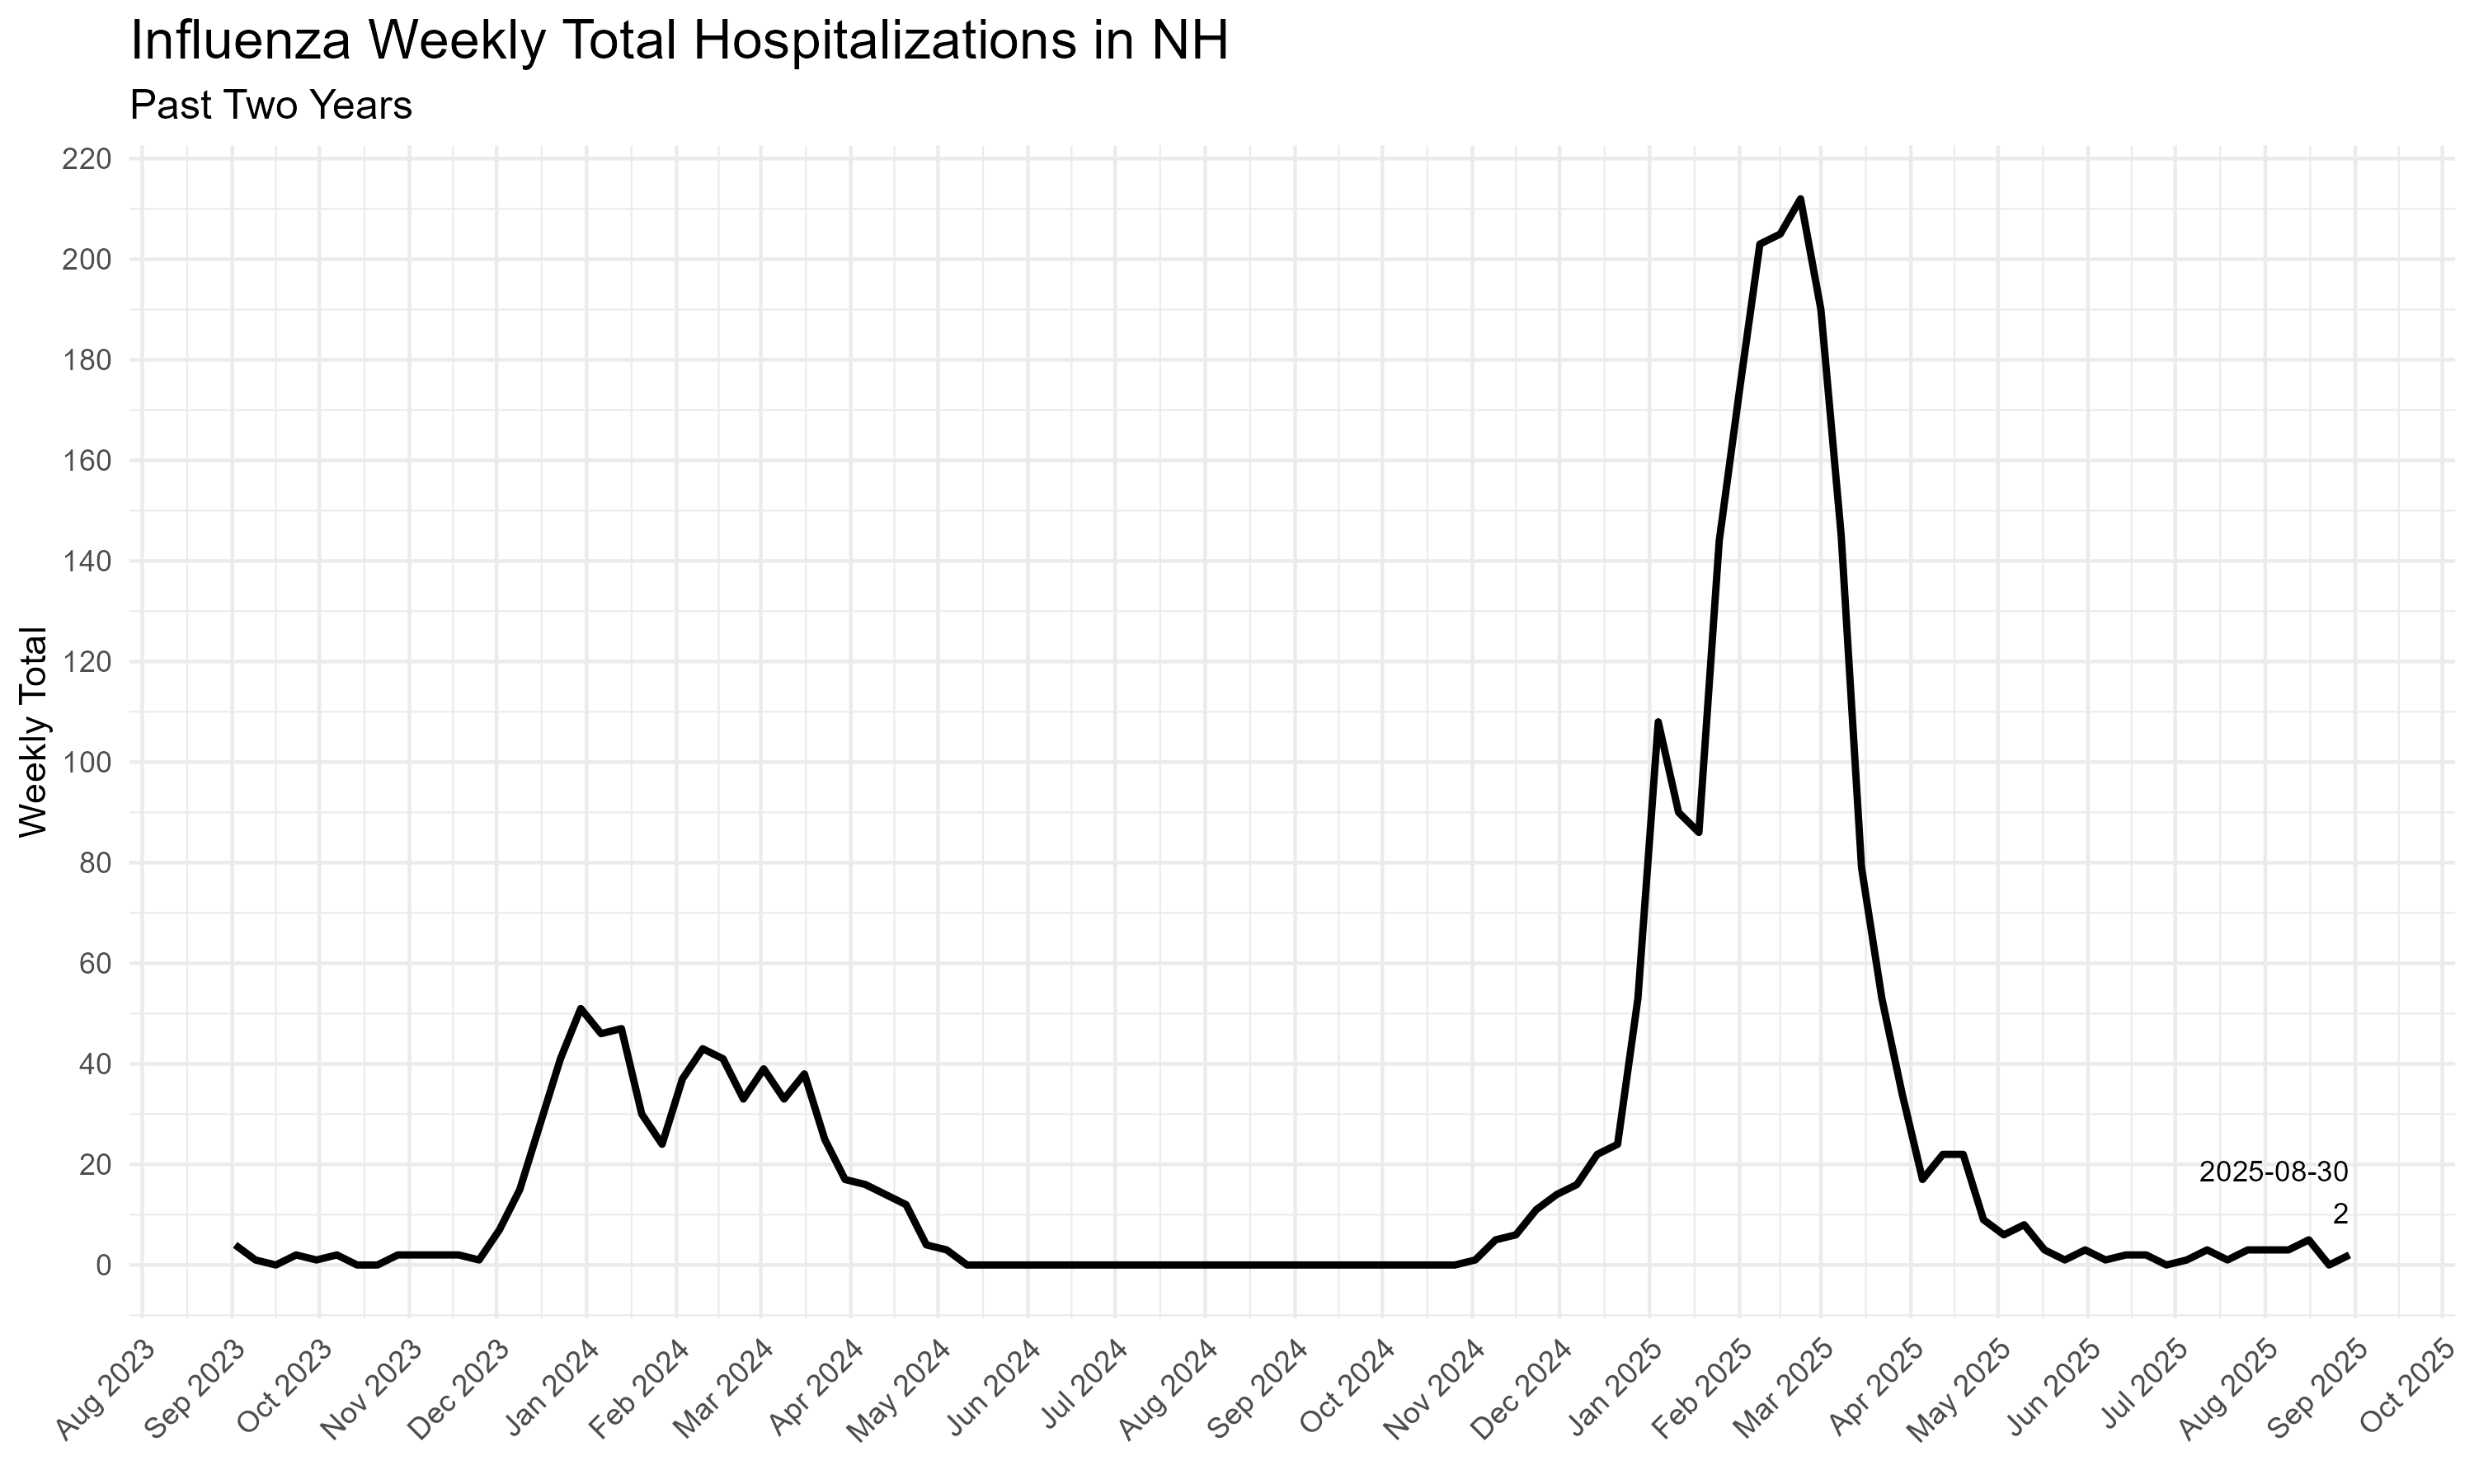 Influenza Weekly Total Hospitalizations in NH
Past Two Years
Weekly Total
220
200
180
160
140
120
100
80
60
40
20
0
2025-08-30
2
Aug 2023
Sep 2023
Oct 2023
Nov 2023
Dec 2023
Jan 2024
Feb 2024
Mar 2024
Apr 2024
May 2024
Jun 2024
Jul 2024
Aug 2024
Sep 2024
Oct 2024
Nov 2024
Dec 2024
Jan 2025
Feb 2025
Mar 2025
Apr 2025
May 2025
Jun 2025
Jul 2025
Aug 2025
Sep 2025
Oct 2025